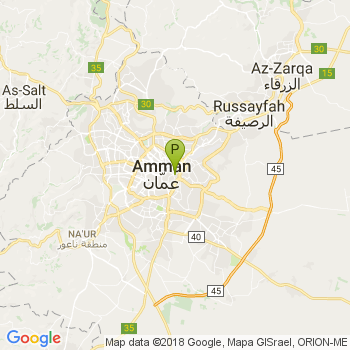 35
30
Az-Zarqa
الزرقاء
15
As-Salt
السلط
30
Russayfah
الرصيفة
P
Amman
عمان
45
NA'UR
منطقة ناعور
40
45
35
Google
Map data ©2018 Google, Mapa GISrael, ORION-ME